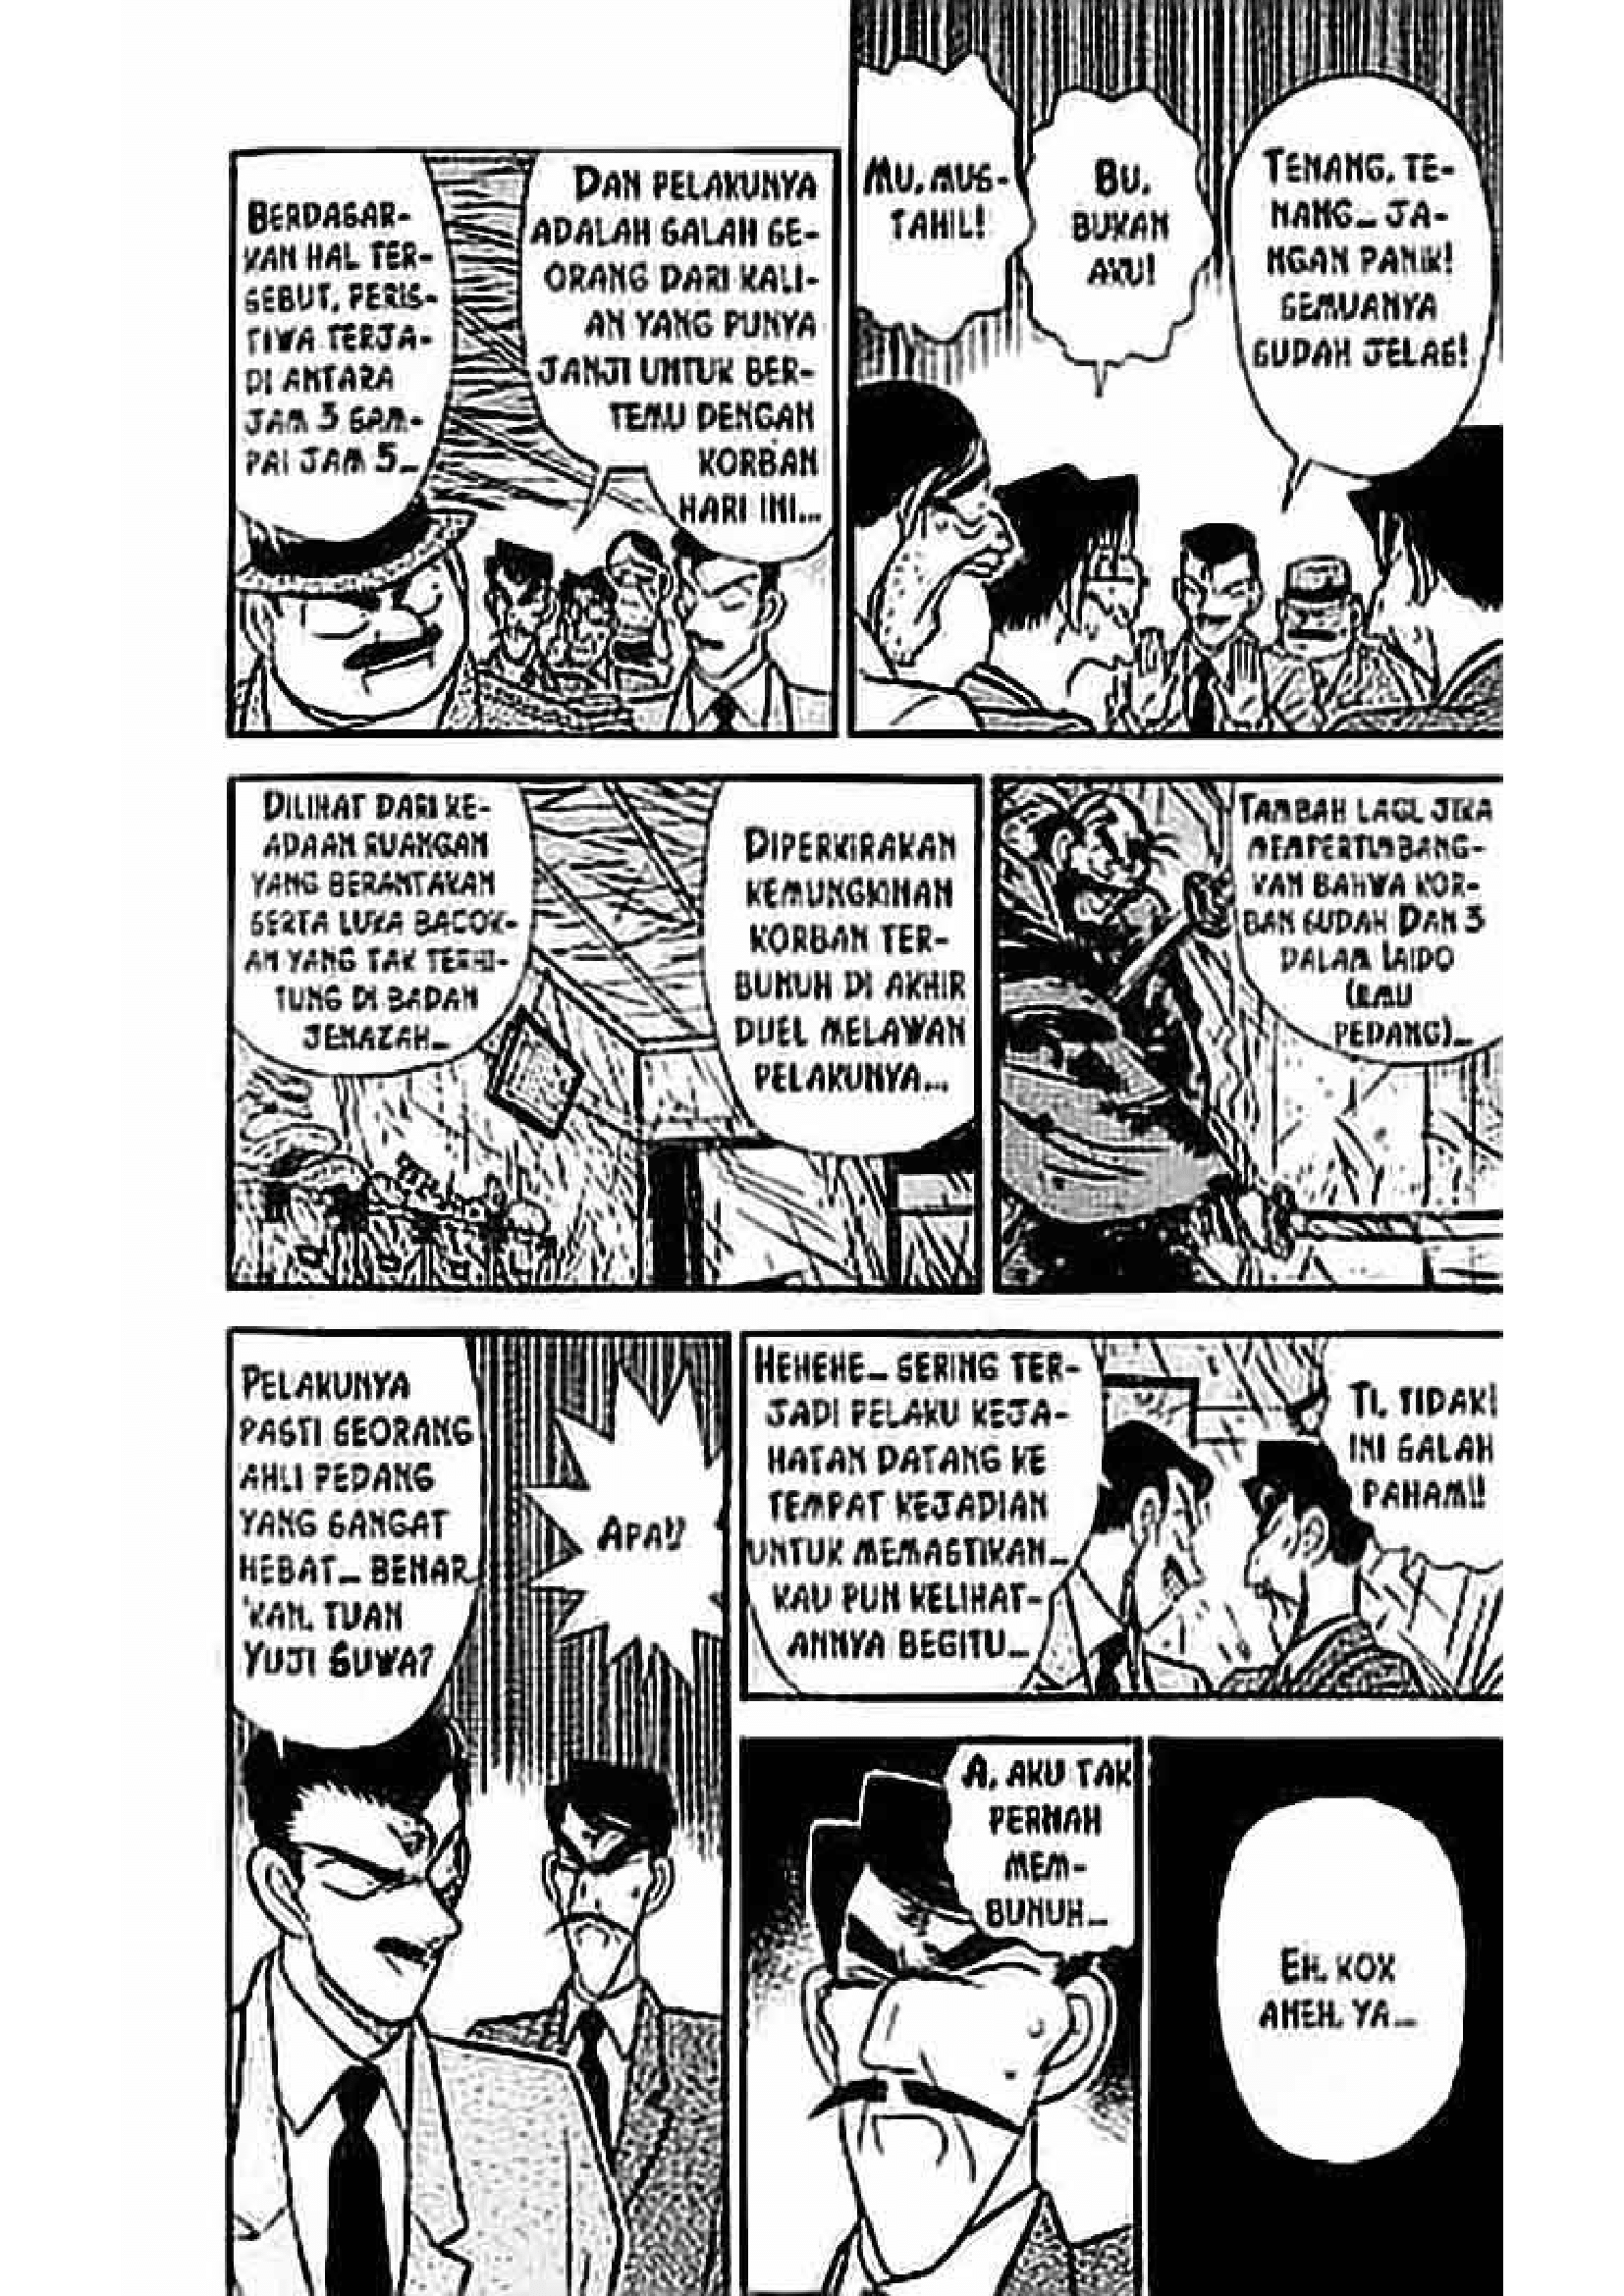 BERDASAR-
KAN HAL TER-
SEBUT, PERIS-
TIWA TERJA-
DI ANTARA
JAM 3 SAM-
PAI JAM 5...
DAN PELAKUNYA
ADALAH SALAH SE-
ORANG DARI KALI-
AN YANG PUNYA
JANJI UNTUK BER-
TEMU DENGAN
KORBAN
HARI INI...
MU, MUS-
TAHIL!
BU,
BUKAN
AKU!
TENANG, TE-
NANG... JA-
NGAN PANIK!
SEMUANYA
SUDAH JELAS!
DILIHAT DARI KE-
ADAAN RUANGAN
YANG BERANTAKAN
SERTA LUKA BACOK-
AN YANG TAK TERHI-
TUNG DI BADAN
JENAZAH...
DIPERKIRAKAN
KEMUNGKINAN
KORBAN TER-
BUNUH DI AKHIR
DUEL MELAWAN
PELAKUNYA...
TAMBAH LAGI, JIKA
MEMPERTIMBANG-
KAN BAHWA KOR-
BAN SUDAH DAN 3
DALAM IAIDO
(ILMU
PEDANG)...
PELAKUNYA
PASTI SEORANG
AHLI PEDANG
YANG SANGAT
HEBAT... BENAR
'KAN, TUAN
YUJI SUWA?
APA!?
HEHEHE... SERING TER-
JADI PELAKU KEJA-
HATAN DATANG KE
TEMPAT KEJADIAN
UNTUK MEMASTIKAN...
KAU PUN KELIHAT-
ANNYA BEGITU...
TI, TIDAK!
INI SALAH
PAHAM!!
A, AKU TAK
PERNAH
MEM-
BUNUH...
EH, KOK
ANEH, YA...